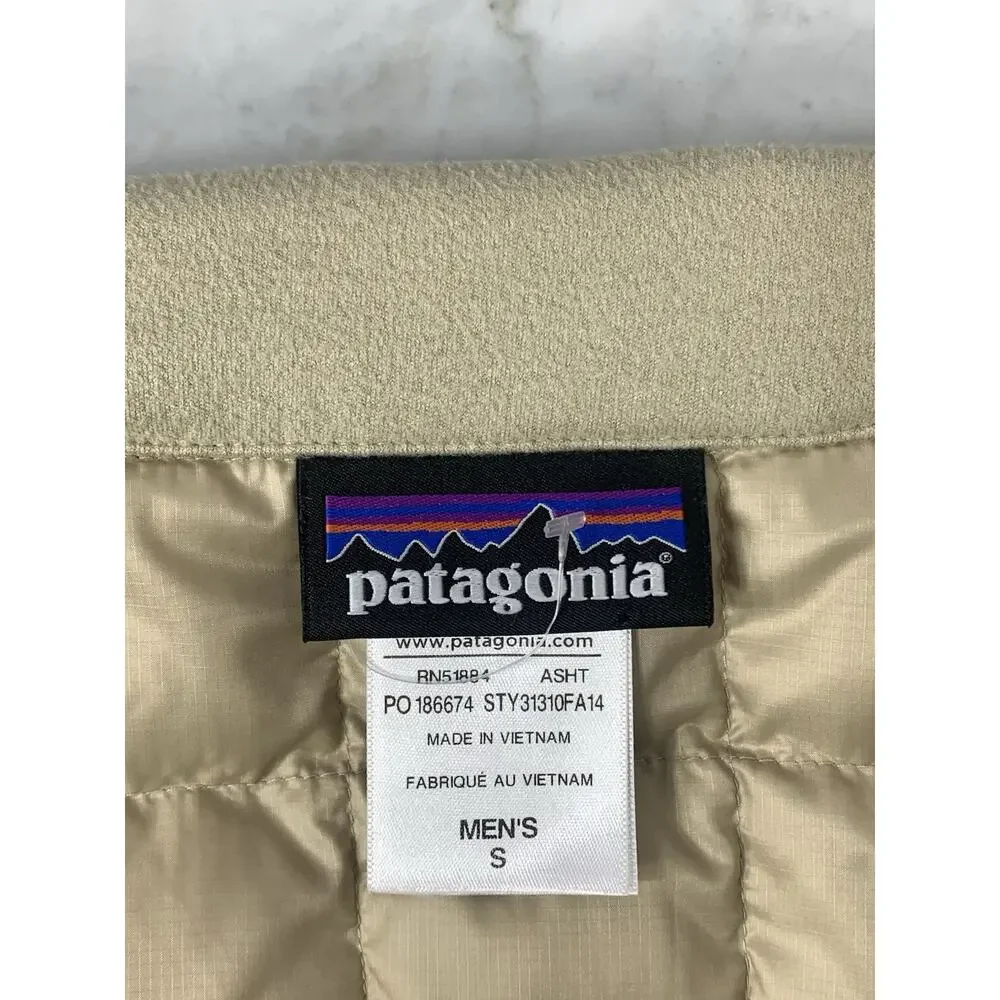 patagonia®
www.patagonia.com
RN51884 ASHT
PO 186674 STY31310FA14
MADE IN VIETNAM
FABRIQUÉ AU VIETNAM
MEN'S
S